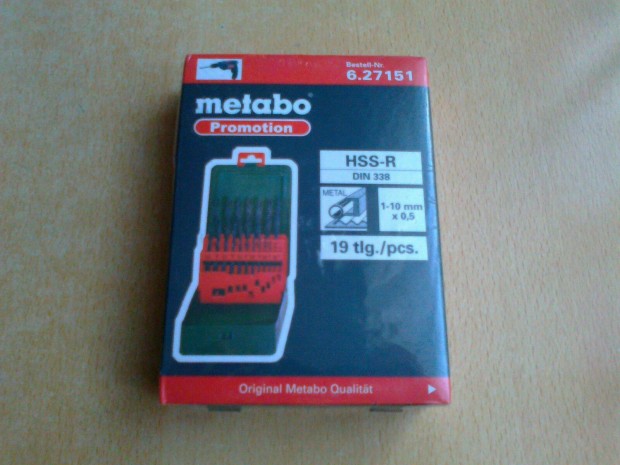 Bestell-Nr.
6.27151
metabo
Promotion
HSS-R
DIN 338
METAL
1-10 mm
x 0,5
19 tlg./pcs.
Original Metabo Qualität